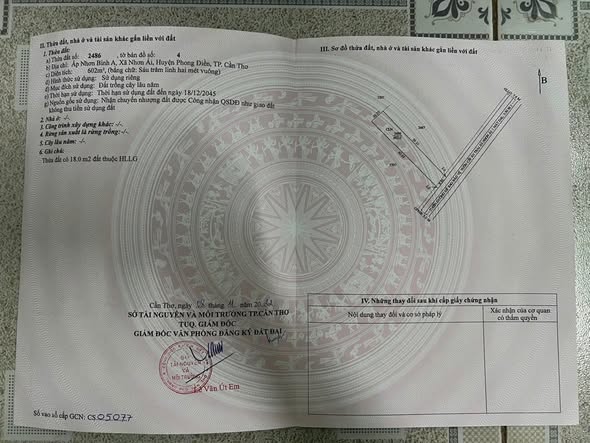 II. Thửa đất, nhà ở và tài sản khác gắn liền với đất
1. Thửa đất:
a) Thửa đất số: 2486 , tờ bản đồ số: 4
b) Địa chỉ: Ấp Nhơn Bình A, Xã Nhơn Ái, Huyện Phong Điền, TP. Cần Thơ
c) Diện tích: 602m², (bằng chữ: Sáu trăm linh hai mét vuông)
d) Hình thức sử dụng: Sử dụng riêng
đ) Mục đích sử dụng: Đất trồng cây lâu năm
e) Thời hạn sử dụng: Thời hạn sử dụng đất đến ngày 18/12/2045
g) Nguồn gốc sử dụng: Nhận chuyển nhượng đất được Công nhận QSDĐ như giao đất
không thu tiền sử dụng đất
2. Nhà ở: -/-.
3. Công trình xây dựng khác: -/-.
4. Rừng sản xuất là rừng trồng: -/-.
5. Cây lâu năm: -/-.
6. Ghi chú:
Thửa đất có 18.0 m2 đất thuộc HLLG
Cần Thơ, ngày tháng năm
SỞ TÀI NGUYÊN VÀ MÔI TRƯỜNG TP.CẦN THƠ
TUQ. GIÁM ĐỐC
GIÁM ĐỐC VĂN PHÒNG ĐĂNG KÝ ĐẤT ĐAI
SỞ
TÀI NGUYÊN
VÀ
MÔI TRƯỜNG
Lê Văn Út Em
Số vào sổ cấp GCN: CS05077
III. Sơ đồ thửa đất, nhà ở và tài sản khác gắn liền với đất
B
IV. Những thay đổi sau khi cấp giấy chứng nhận
Nội dung thay đổi và cơ sở pháp lý
Xác nhận của cơ quan
có thẩm quyền